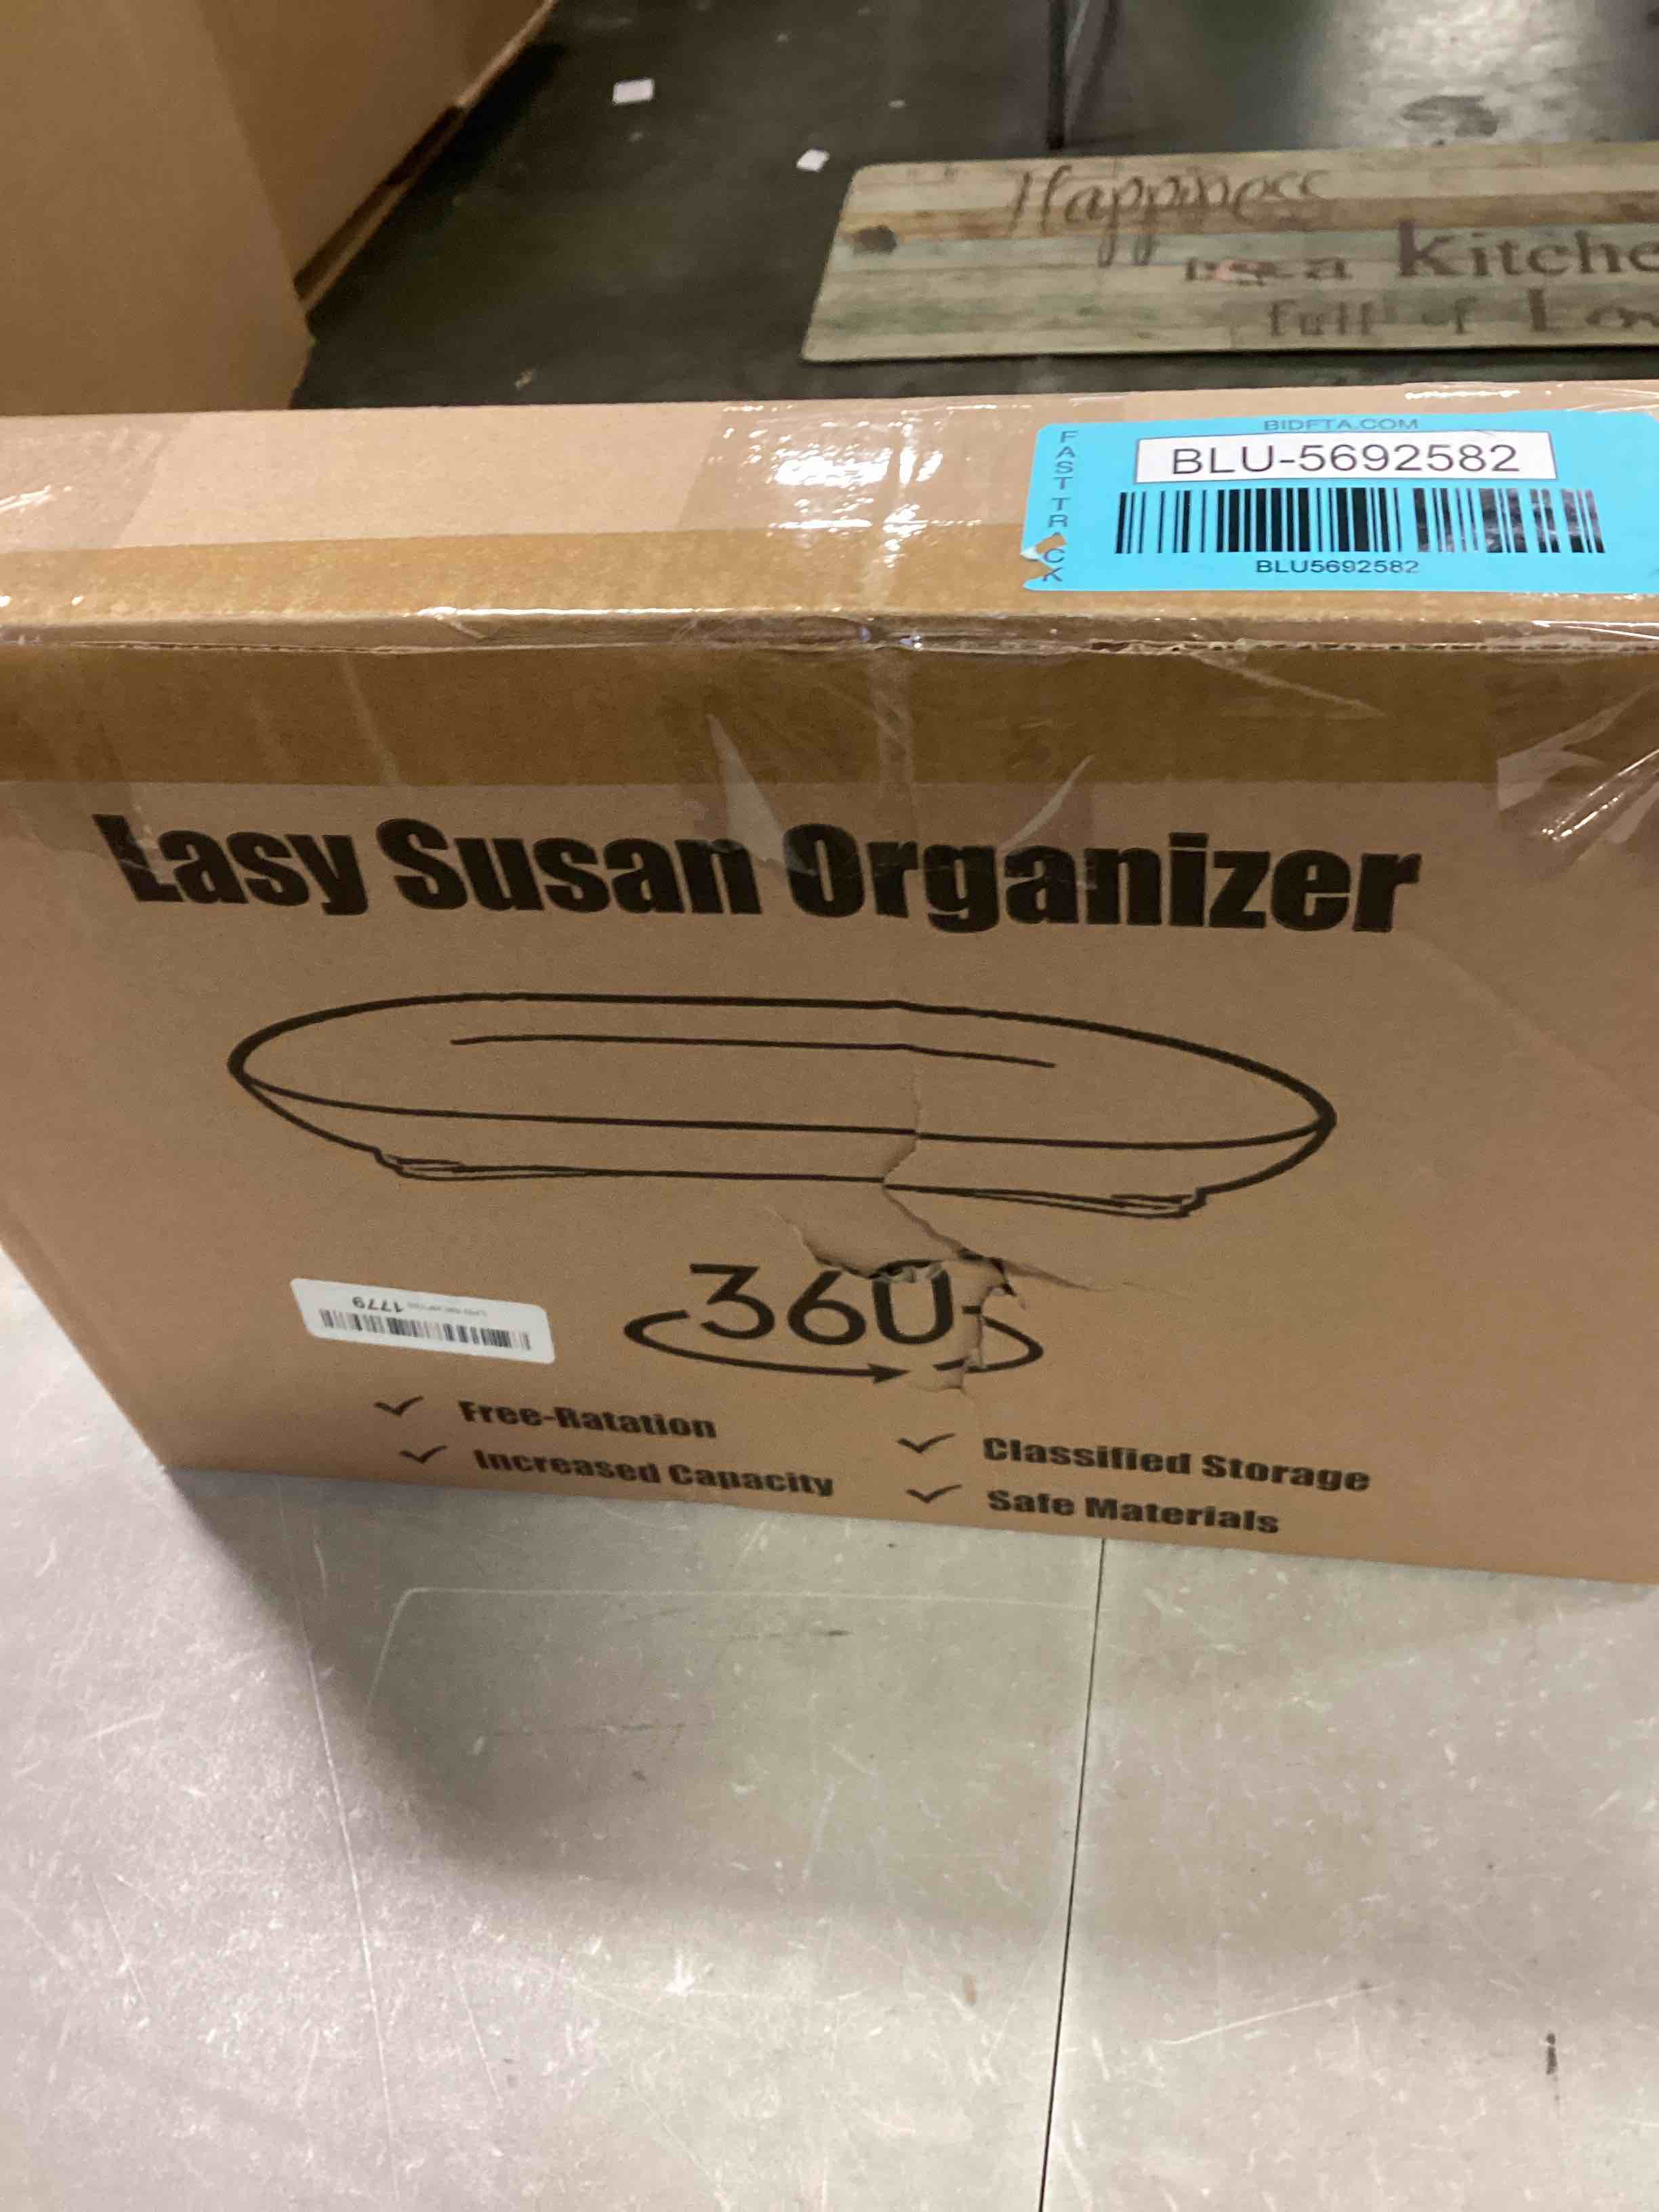 Happiness
is a Kitche
full of Lov
BIDFTA.COM
FAST TRACK
BLU-5692582
BLU5692582
Lasy Susan Organizer
360
1779
Free-Ratation
Increased Capacity
Classified Storage
Safe Materials